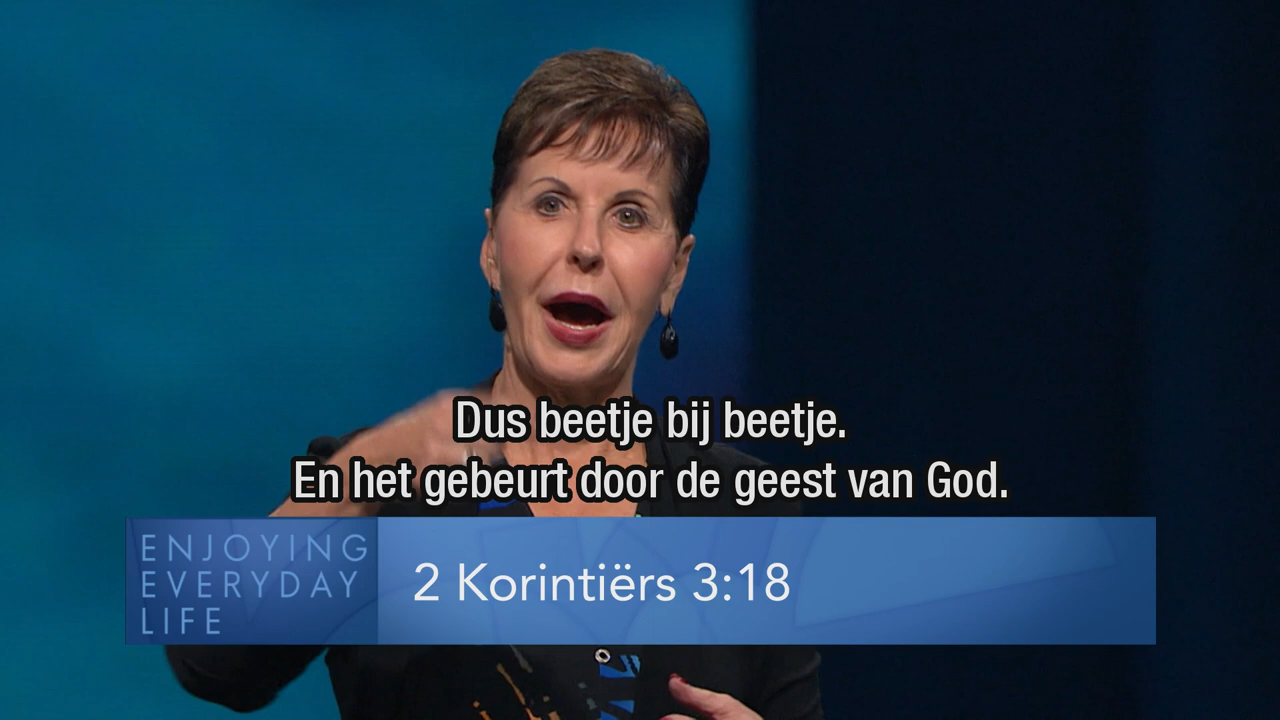 Dus beetje bij beetje.
En het gebeurt door de geest van God.
ENJOYING
EVERYDAY
LIFE
2 Korintiërs 3:18